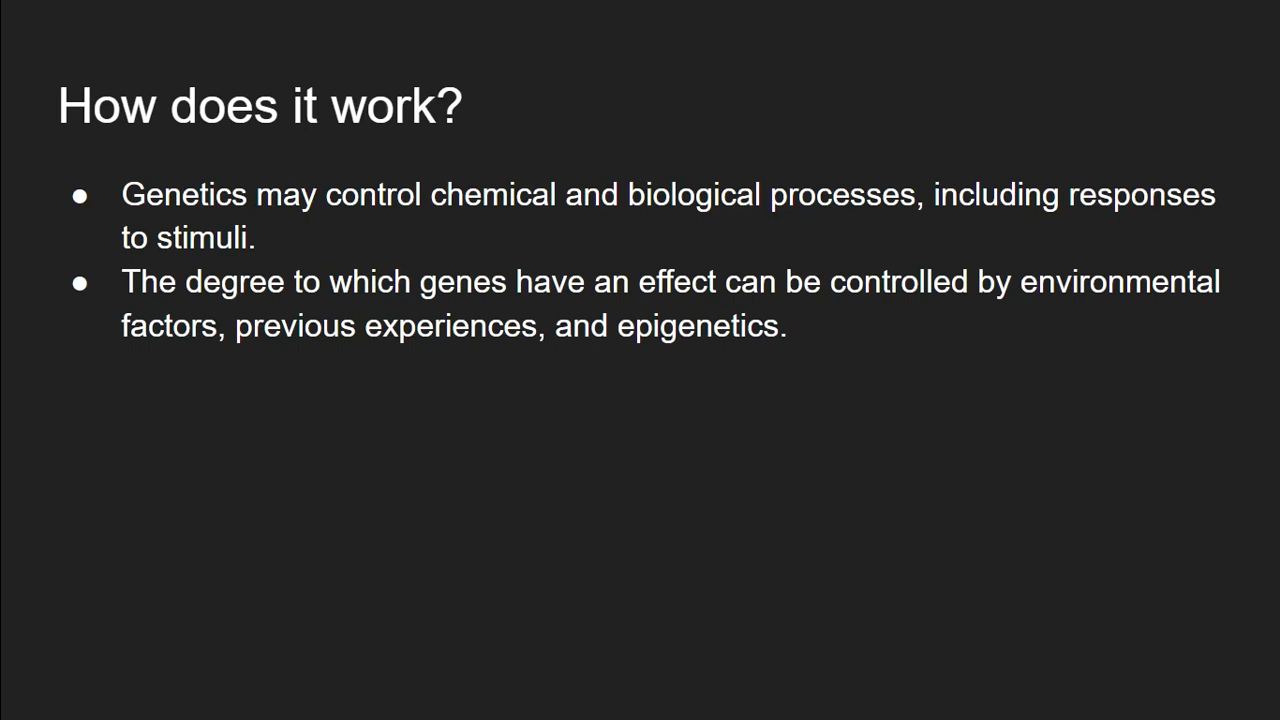 How does it work?
● Genetics may control chemical and biological processes, including responses
to stimuli.
● The degree to which genes have an effect can be controlled by environmental
factors, previous experiences, and epigenetics.